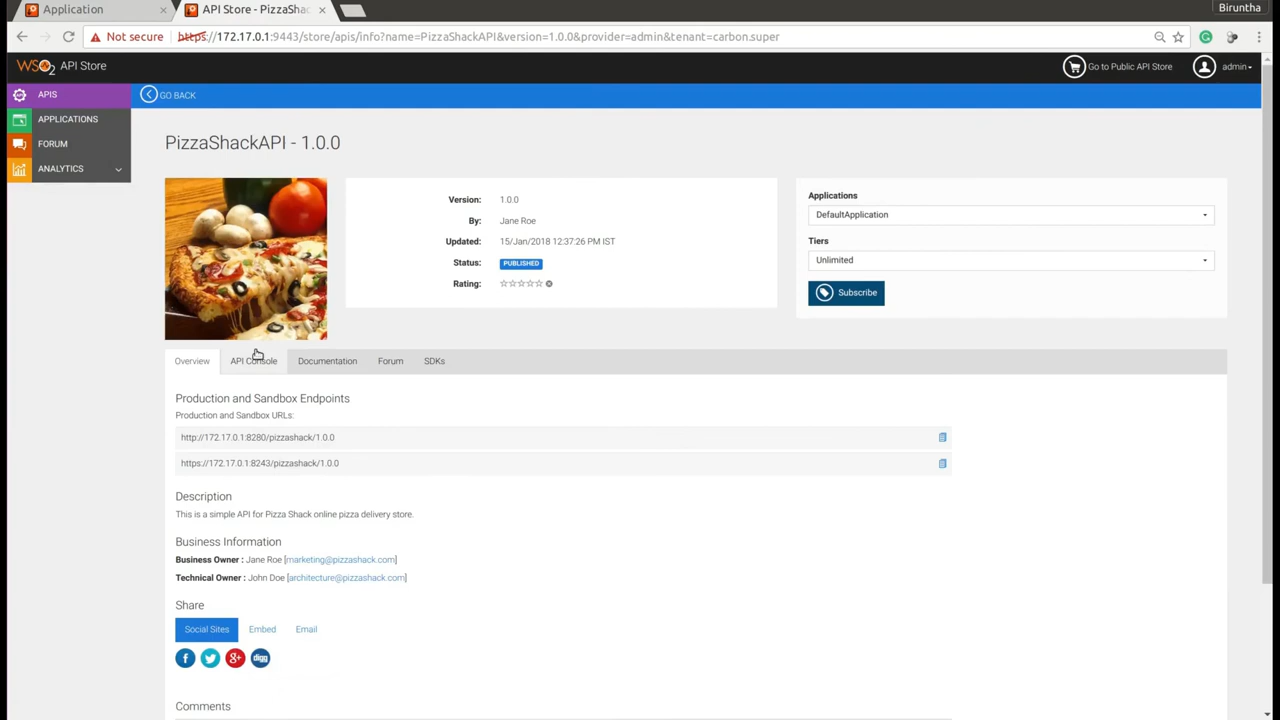 Application
API Store - PizzaShac
Biruntha
Not secure
https://172.17.0.1:9443/store/apis/info?name=PizzaShackAPI&version=1.0.0&provider=admin&tenant=carbon.super
WSO2 API Store
Go to Public API Store
admin
APIS
GO BACK
APPLICATIONS
FORUM
ANALYTICS
PizzaShackAPI - 1.0.0
Version: 1.0.0
By: Jane Roe
Updated: 15/Jan/2018 12:37:26 PM IST
Status: PUBLISHED
Rating:
Applications
DefaultApplication
Tiers
Unlimited
Subscribe
Overview API Console Documentation Forum SDKs
Production and Sandbox Endpoints
Production and Sandbox URLs:
http://172.17.0.1:8280/pizzashack/1.0.0
https://172.17.0.1:8243/pizzashack/1.0.0
Description
This is a simple API for Pizza Shack online pizza delivery store.
Business Information
Business Owner : Jane Roe [marketing@pizzashack.com]
Technical Owner : John Doe [architecture@pizzashack.com]
Share
Social Sites Embed Email
digg
Comments